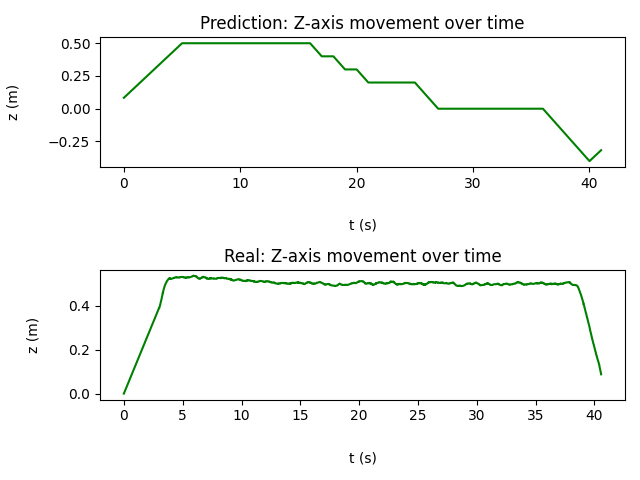 Prediction: Z-axis movement over time
z (m)
0.50
0.25
0.00
−0.25
0 10 20 30 40
t (s)
Real: Z-axis movement over time
z (m)
0.4
0.2
0.0
0 5 10 15 20 25 30 35 40
t (s)